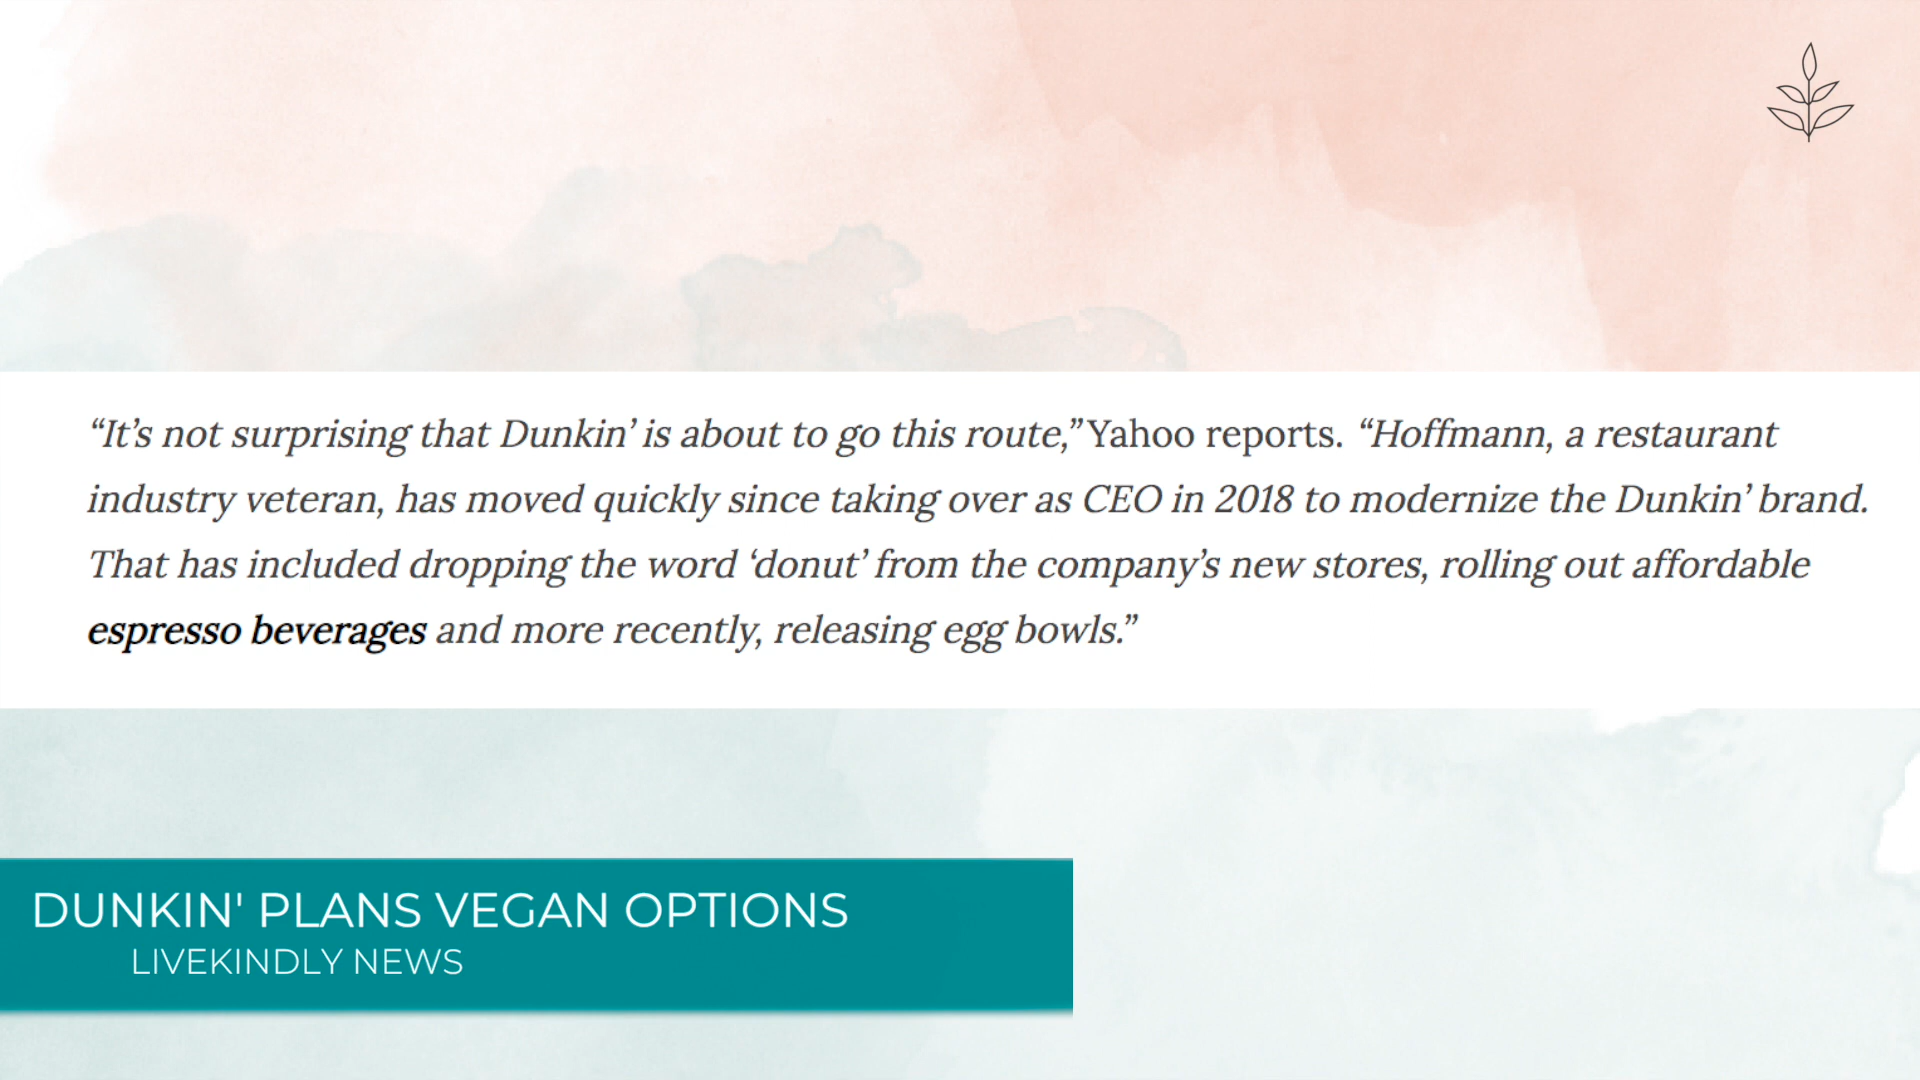 “It’s not surprising that Dunkin’ is about to go this route,” Yahoo reports. “Hoffmann, a restaurant
industry veteran, has moved quickly since taking over as CEO in 2018 to modernize the Dunkin’ brand.
That has included dropping the word ‘donut’ from the company’s new stores, rolling out affordable
espresso beverages and more recently, releasing egg bowls.”
DUNKIN' PLANS VEGAN OPTIONS
LIVEKINDLY NEWS